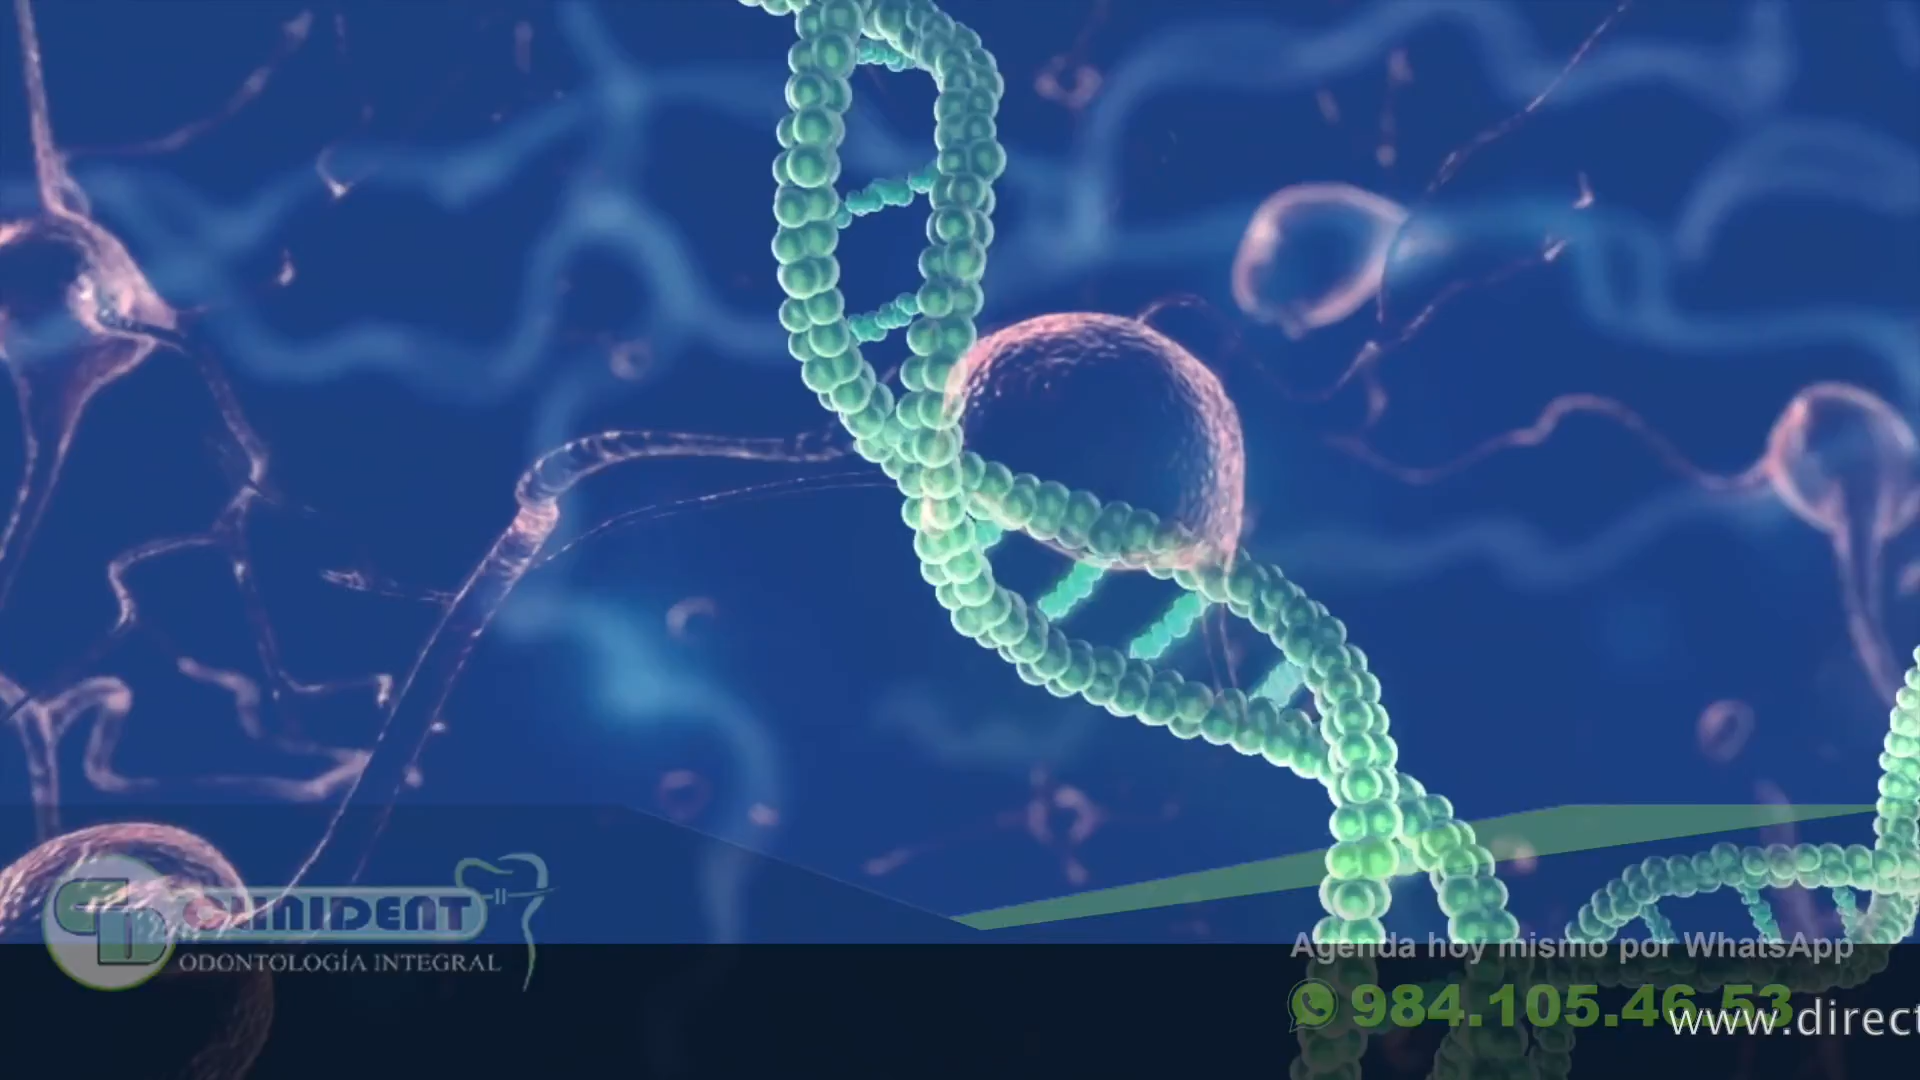 CLINIDENT
ODONTOLOGÍA INTEGRAL
Agenda hoy mismo por WhatsApp
984.105.46.53
www.direct